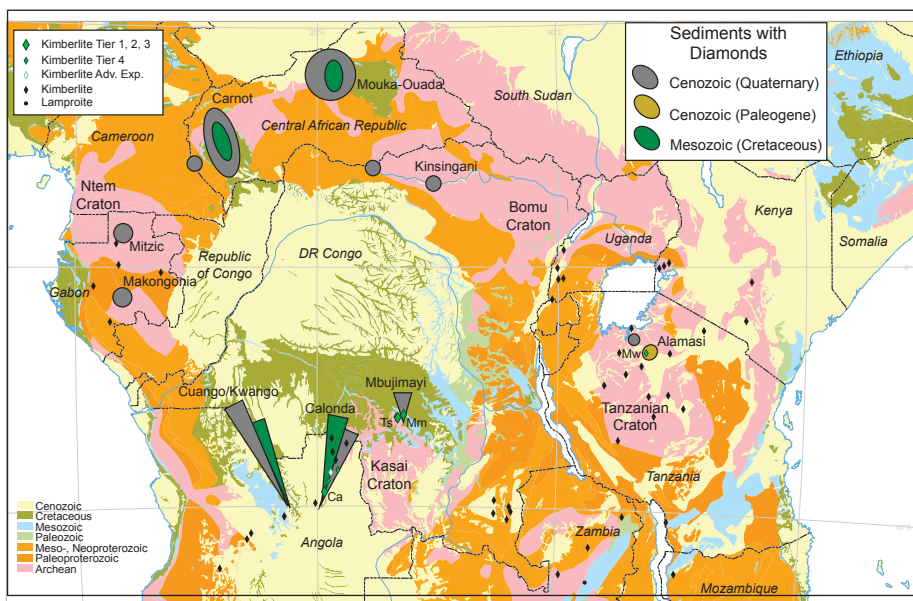 Kimberlite Tier 1, 2, 3
Kimberlite Tier 4
Kimberlite Adv. Exp.
Kimberlite
Lamproite
Sediments with
Diamonds
Cenozoic (Quaternary)
Cenozoic (Paleogene)
Mesozoic (Cretaceous)
20°E
Ethiopia
South Sudan
Mouka-Ouada
Carnot
Central African Republic
Cameroon
Kinsingani
Ntem
Craton
Bomu
Craton
Kenya
Mitzic
Republic
of Congo
DR Congo
Uganda
Somalia
0°
Gabon
Makongonia
Alamasi
Mw
Mbujimayi
Cuango/Kwango
Calonda
Ts
Mm
Tanzanian
Craton
Kasai
Craton
Tanzania
Ca
Angola
Zambia
10°S
Mozambique
Cenozoic
Cretaceous
Mesozoic
Paleozoic
Meso-, Neoproterozoic
Paleoproterozoic
Archean